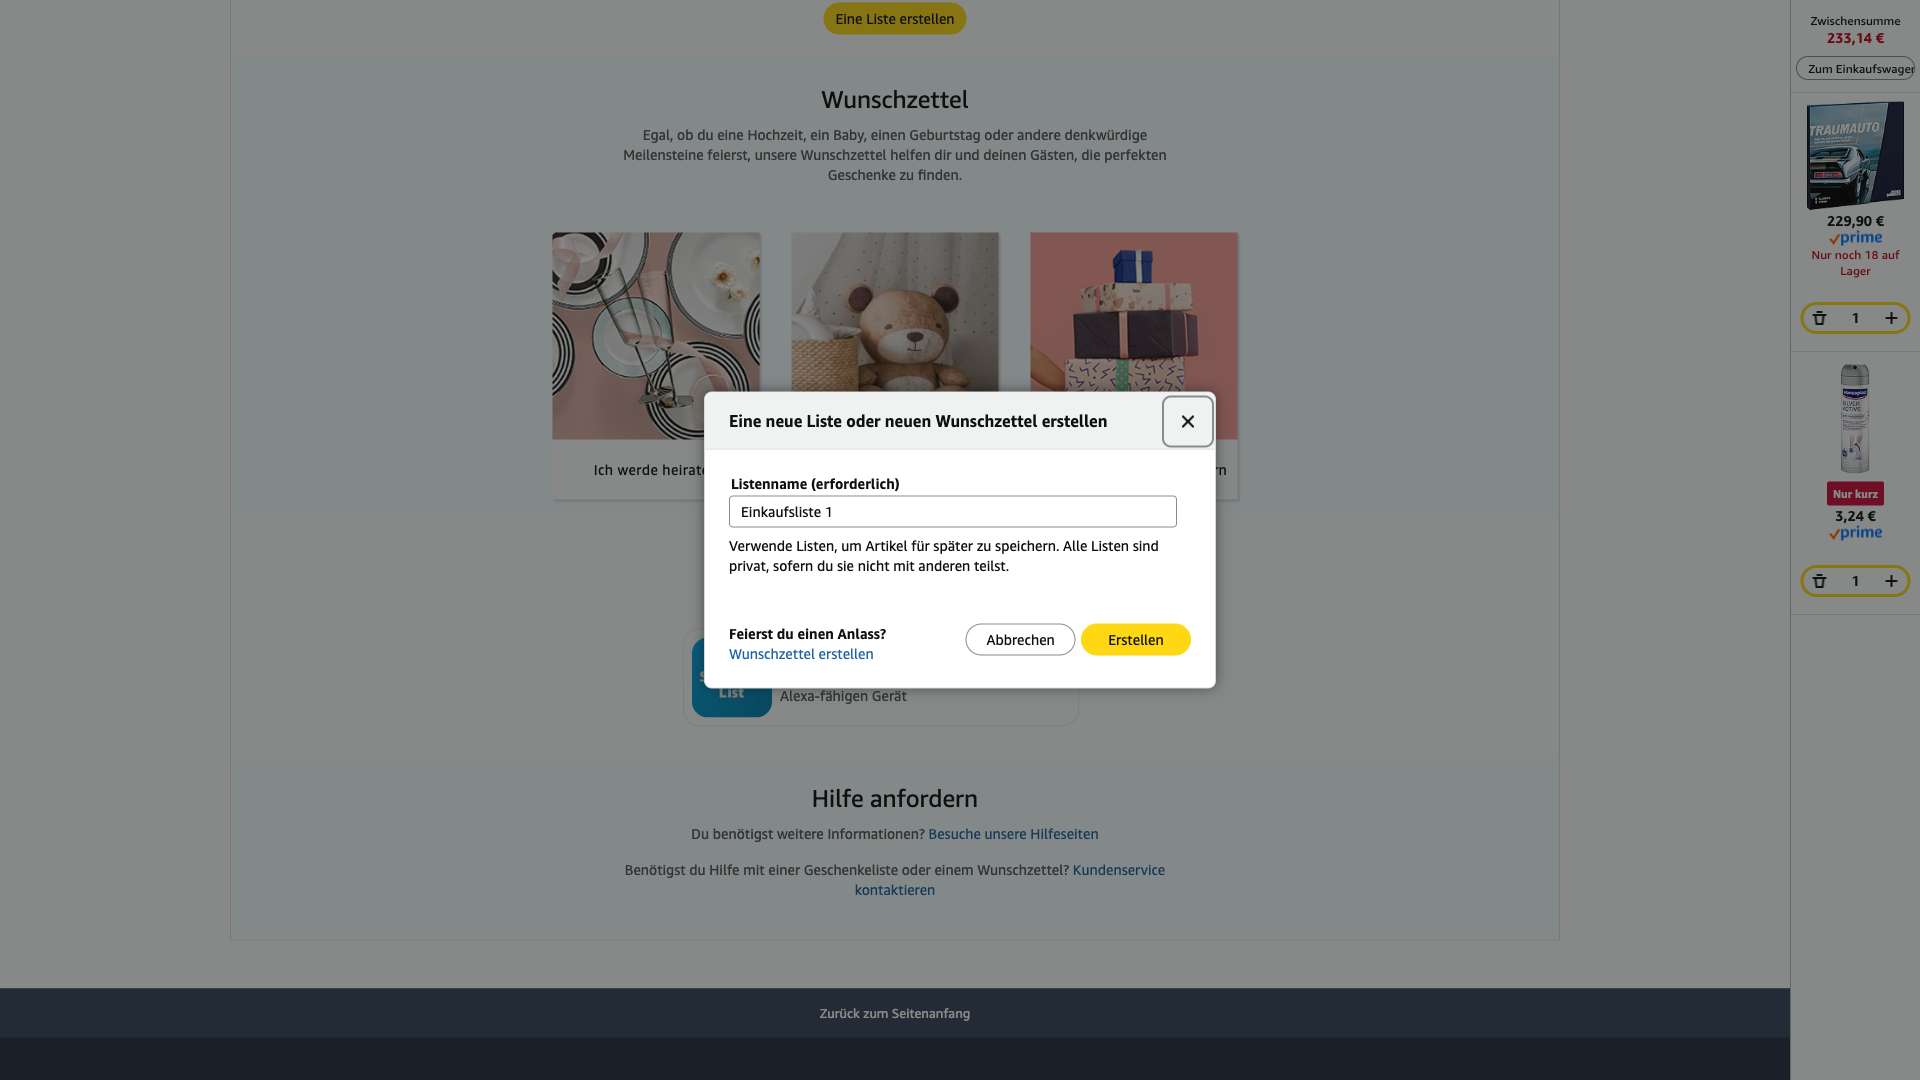 Eine Liste erstellen
Wunschzettel
Egal, ob du eine Hochzeit, ein Baby, einen Geburtstag oder andere denkwürdige
Meilensteine feierst, unsere Wunschzettel helfen dir und deinen Gästen, die perfekten
Geschenke zu finden.
Ich werde heirat
rn
Eine neue Liste oder neuen Wunschzettel erstellen
Listenname (erforderlich)
Einkaufsliste 1
Verwende Listen, um Artikel für später zu speichern. Alle Listen sind
privat, sofern du sie nicht mit anderen teilst.
Feierst du einen Anlass?
Wunschzettel erstellen
Abbrechen
Erstellen
List
Alexa-fähigen Gerät
Hilfe anfordern
Du benötigst weitere Informationen? Besuche unsere Hilfeseiten
Benötigst du Hilfe mit einer Geschenkeliste oder einem Wunschzettel? Kundenservice
kontaktieren
Zurück zum Seitenanfang
Zwischensumme
233,14 €
Zum Einkaufswagen
TRAUMAUTO
229,90 €
prime
Nur noch 18 auf
Lager
1
SILVER
ACTIVE
Nur kurz
3,24 €
prime
1